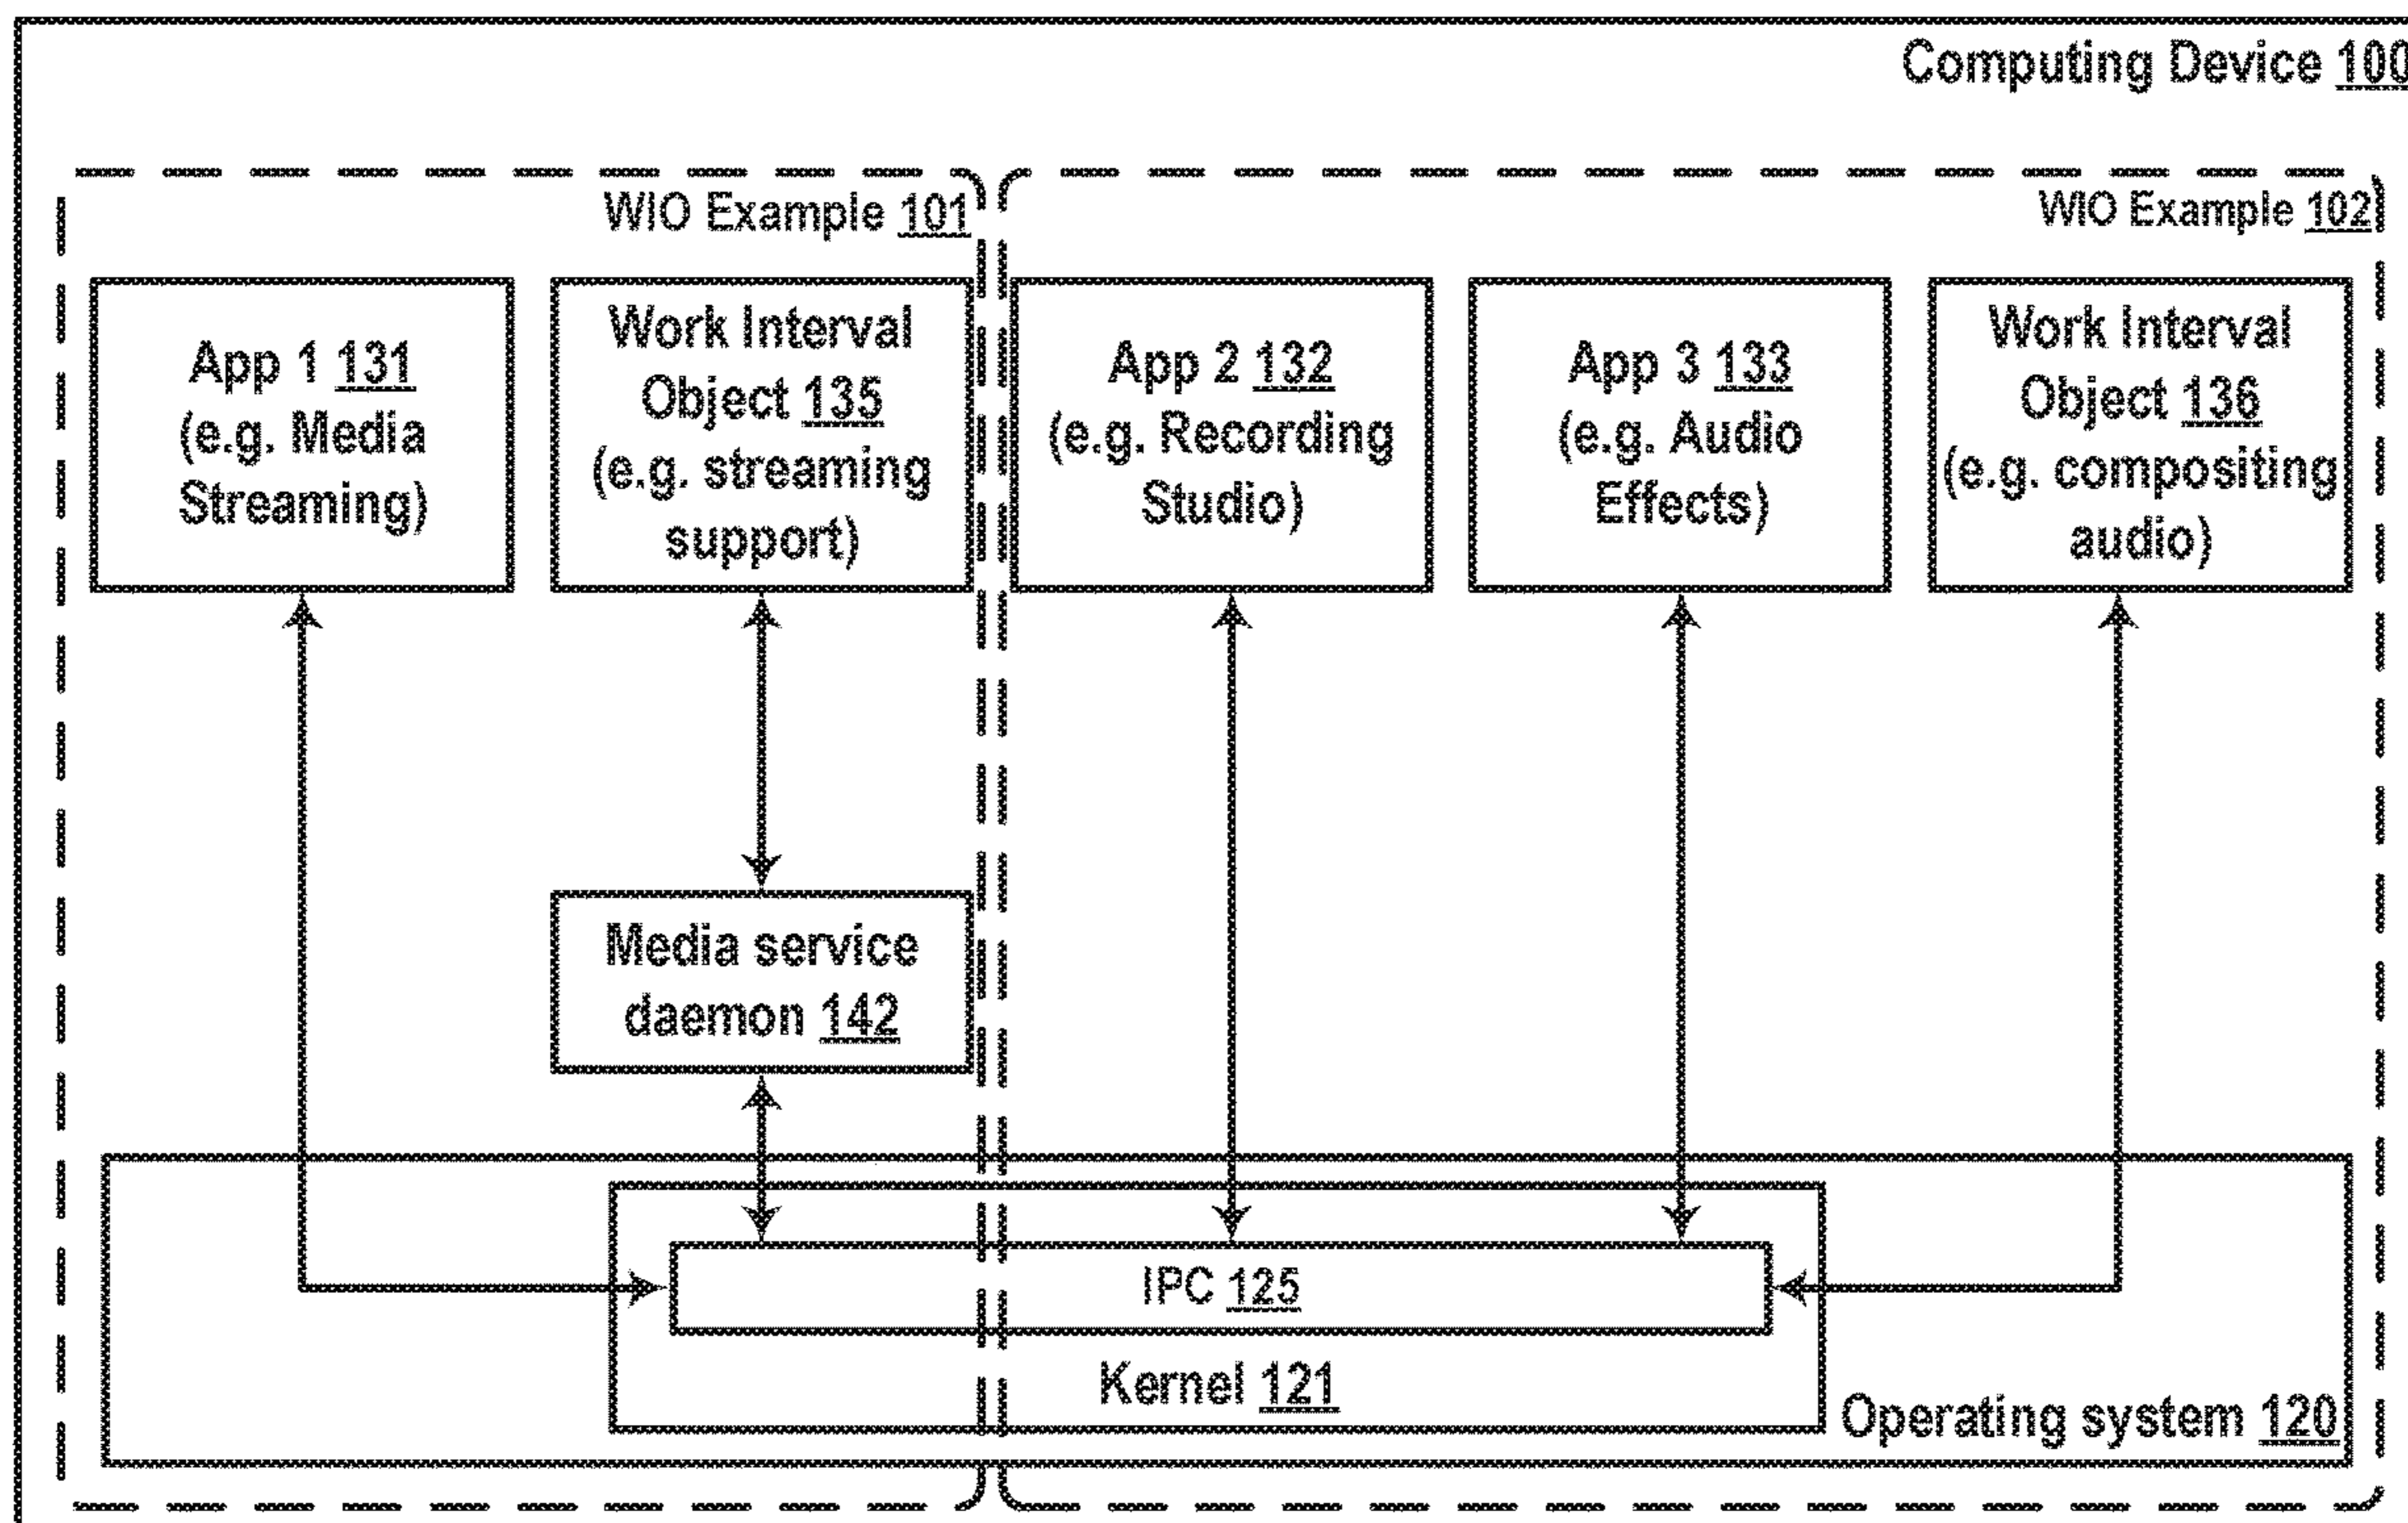 Computing Device 100
WIO Example 101
WIO Example 102
App 1 131
(e.g. Media
Streaming)
Work Interval
Object 135
(e.g. streaming
support)
App 2 132
(e.g. Recording
Studio)
App 3 133
(e.g. Audio
Effects)
Work Interval
Object 136
(e.g. compositing
audio)
Media service
daemon 142
IPC 125
Kernel 121
Operating system 120